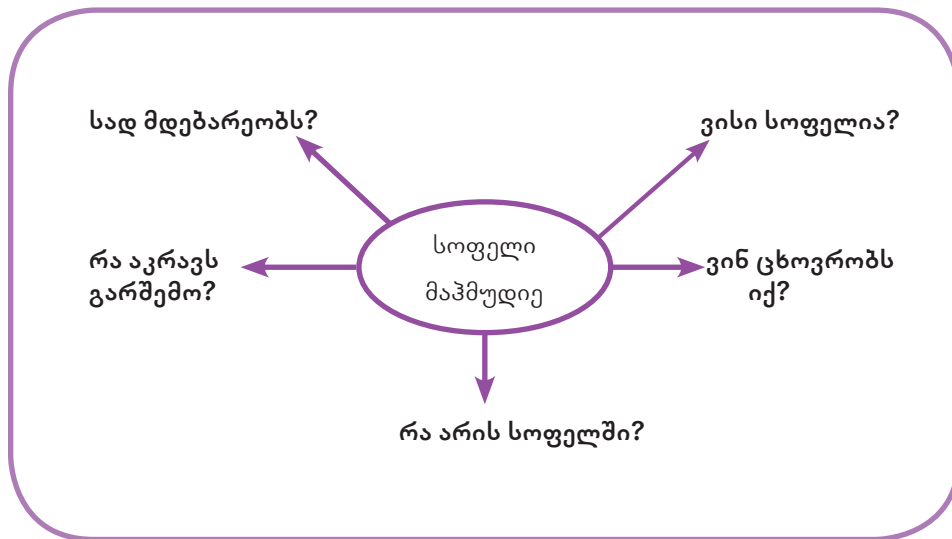 სად მდებარეობს?
ვისი სოფელია?
სოფელი
მაჰმუდიე
რა აკრავს
გარშემო?
ვინ ცხოვრობს
იქ?
რა არის სოფელში?